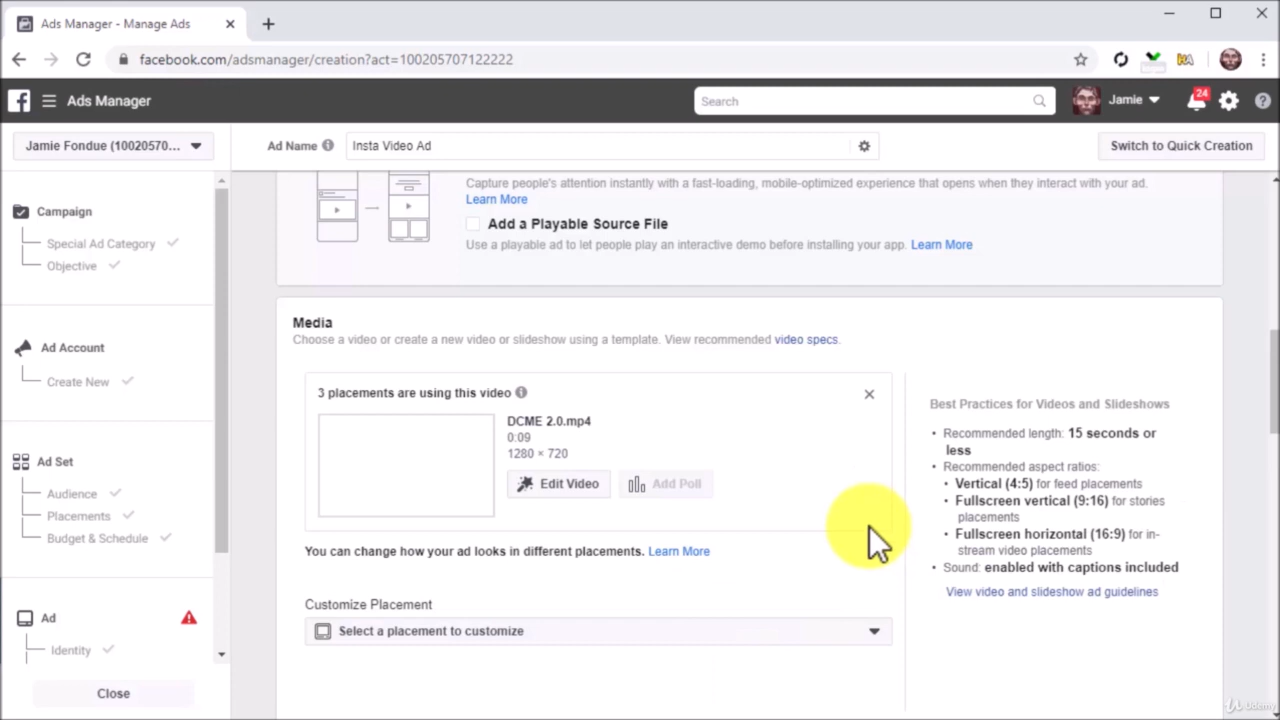 Ads Manager - Manage Ads
facebook.com/adsmanager/creation?act=100205707122222
Ads Manager
Search
Jamie
24
Jamie Fondue (10020570...
Ad Name
Insta Video Ad
Switch to Quick Creation
Capture people's attention instantly with a fast-loading, mobile-optimized experience that opens when they interact with your ad.
Learn More
Add a Playable Source File
Use a playable ad to let people play an interactive demo before installing your app. Learn More
Campaign
Special Ad Category
Objective
Ad Account
Create New
Ad Set
Audience
Placements
Budget & Schedule
Ad
Identity
Close
Media
Choose a video or create a new video or slideshow using a template. View recommended video specs.
3 placements are using this video
DCME 2.0.mp4
0:09
1280 × 720
Edit Video
Add Poll
You can change how your ad looks in different placements. Learn More
Customize Placement
Select a placement to customize
Best Practices for Videos and Slideshows
• Recommended length: 15 seconds or
less
• Recommended aspect ratios:
• Vertical (4:5) for feed placements
• Fullscreen vertical (9:16) for stories
placements
• Fullscreen horizontal (16:9) for in-
stream video placements
• Sound: enabled with captions included
View video and slideshow ad guidelines
Udemy